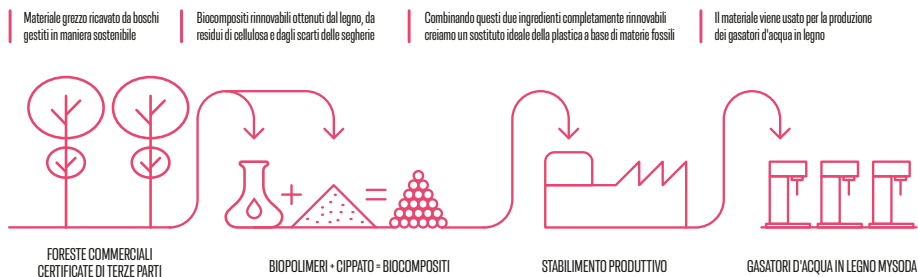 Materiale grezzo ricavato da boschi
gestiti in maniera sostenibile
Biocompositi rinnovabili ottenuti dal legno, da
residui di cellulosa e dagli scarti delle segherie
Combinando questi due ingredienti completamente rinnovabili
creiamo un sostituto ideale della plastica a base di materie fossili
Il materiale viene usato per la produzione
dei gasatori d'acqua in legno
FORESTE COMMERCIALI
CERTIFICATE DI TERZE PARTI
BIOPOLIMERI + CIPPATO = BIOCOMPOSITI
STABILIMENTO PRODUTTIVO
GASATORI D'ACQUA IN LEGNO MYSODA